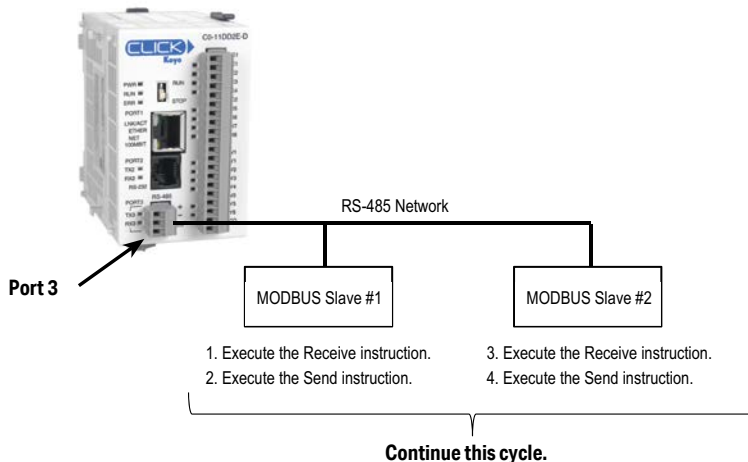 CLICK
Koyo
C0-11DD2E-D
PWR
RUN
ERR
RUN
STOP
PORT1
LNK/ACT
ETHER
NET
100MBIT
PORT2
TX2
RX2
RS-232
PORT3
RS-485
TX3
RX3
RS-485 Network
Port 3
MODBUS Slave #1
MODBUS Slave #2
1. Execute the Receive instruction.
2. Execute the Send instruction.
3. Execute the Receive instruction.
4. Execute the Send instruction.
Continue this cycle.